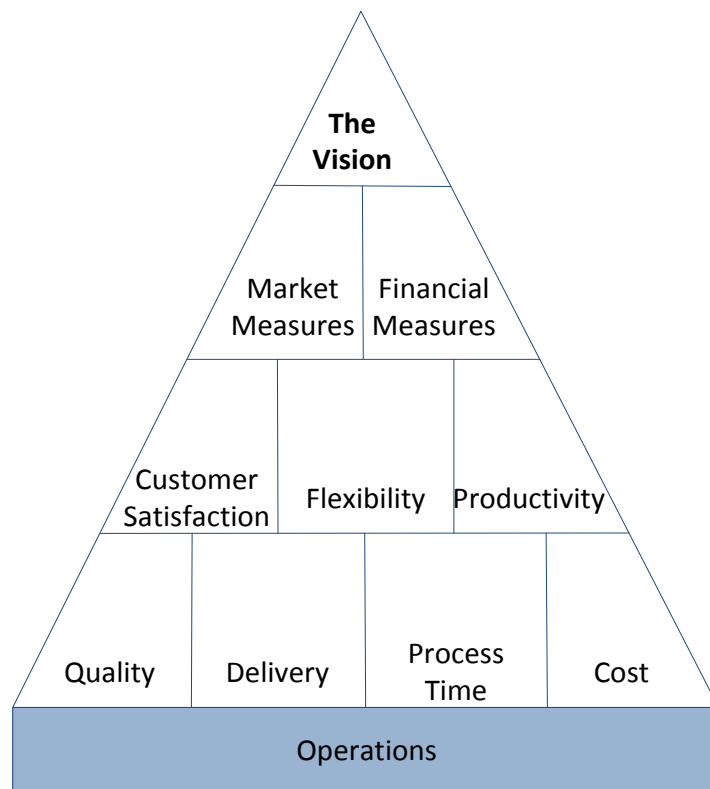 The
Vision
Market
Measures
Financial
Measures
Customer
Satisfaction
Flexibility
Productivity
Quality
Delivery
Process
Time
Cost
Operations